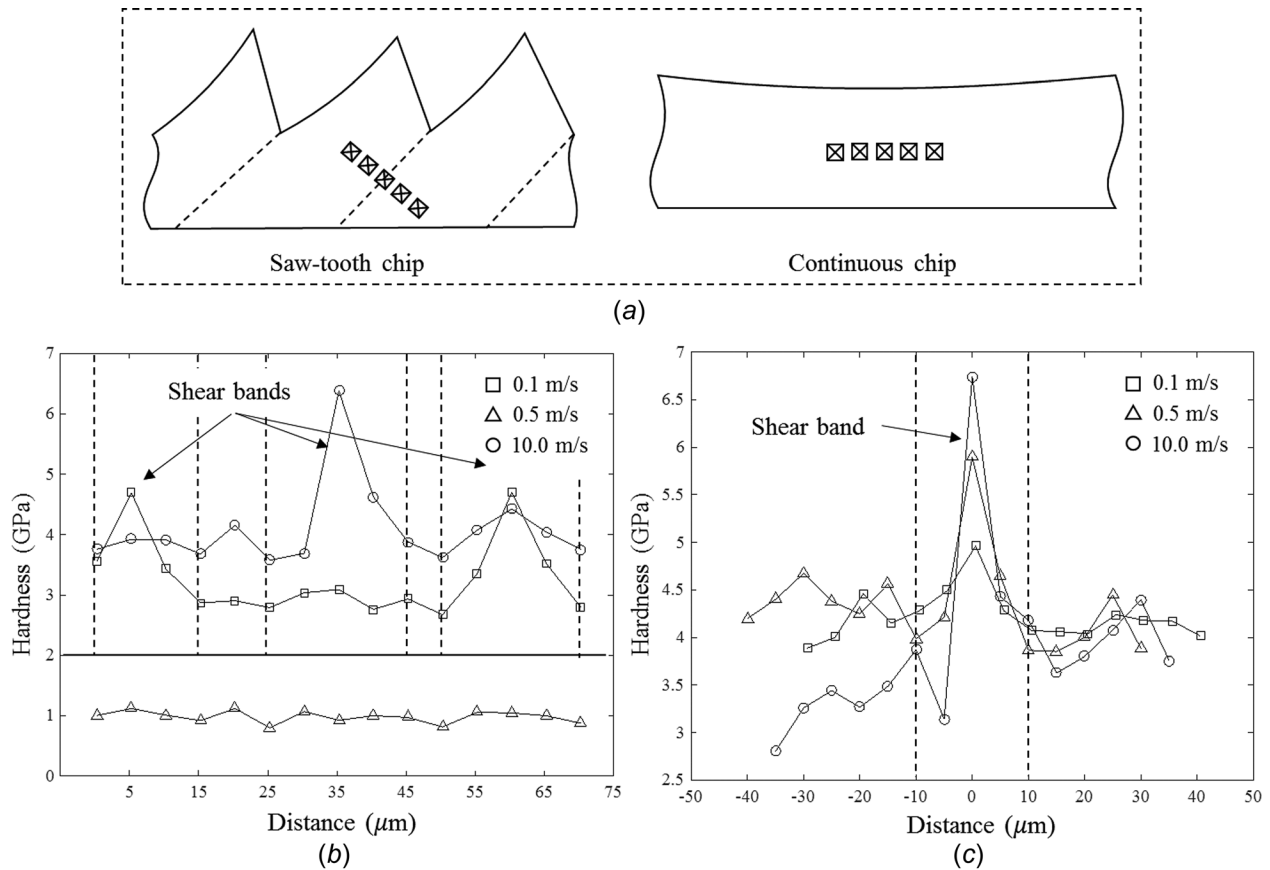 Saw-tooth chip
Continuous chip
(a)
7
6
5
4
3
2
1
0
Hardness (GPa)
Shear bands
0.1 m/s
0.5 m/s
10.0 m/s
5
15
25
35
45
55
65
75
Distance (μm)
(b)
7
6.5
6
5.5
5
4.5
4
3.5
3
2.5
Hardness (GPa)
Shear band
0.1 m/s
0.5 m/s
10.0 m/s
-50
-40
-30
-20
-10
0
10
20
30
40
50
Distance (μm)
(c)